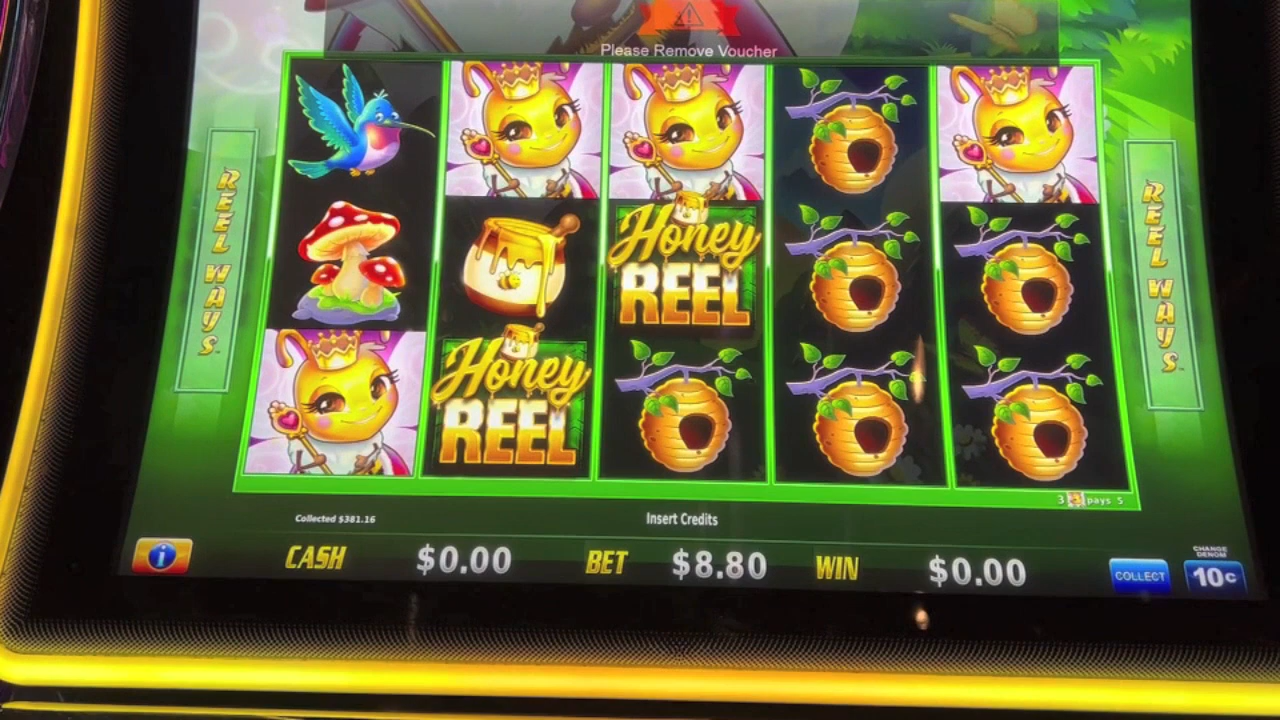 Please Remove Voucher
REEL WAYS
REEL WAYS
Honey
REEL
Honey
REEL
3 pays 5
Collected $381.16
Insert Credits
CASH $0.00 BET $8.80 WIN $0.00
COLLECT
CHANGE
DENOM
10¢